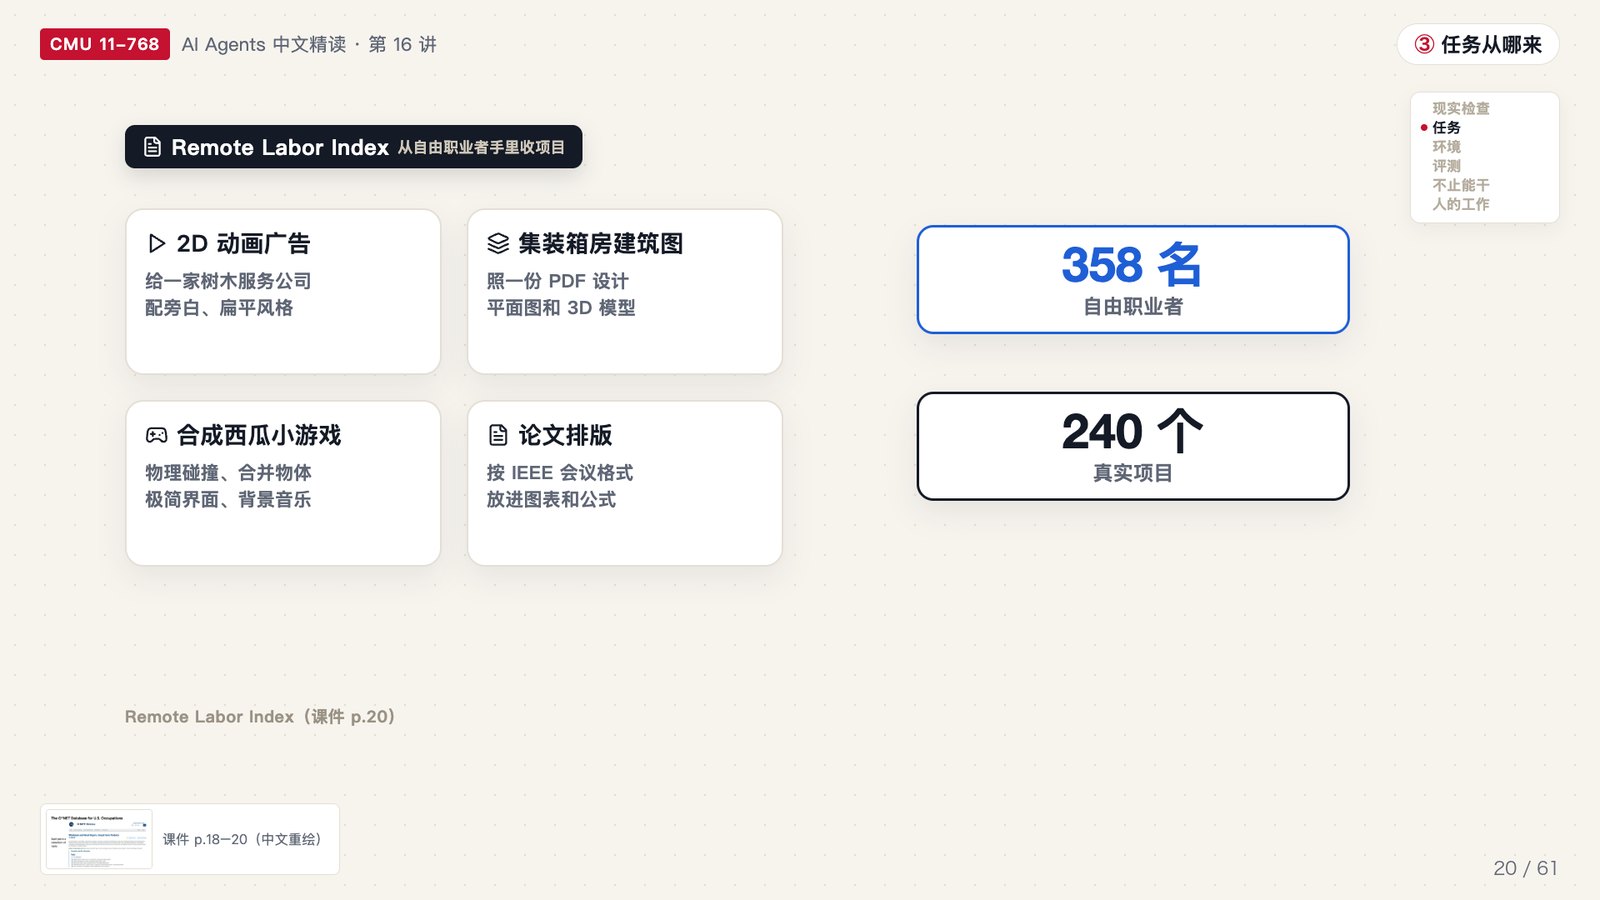 CMU 11-768 AI Agents 中文精读 · 第 16 讲
③ 任务从哪来
现实检查
任务
环境
评测
不止能干
人的工作
Remote Labor Index 从自由职业者手里收项目
2D 动画广告
给一家树木服务公司
配旁白、扁平风格
集装箱房建筑图
照一份 PDF 设计
平面图和 3D 模型
合成西瓜小游戏
物理碰撞、合并物体
极简界面、背景音乐
论文排版
按 IEEE 会议格式
放进图表和公式
358 名
自由职业者
240 个
真实项目
Remote Labor Index（课件 p.20）
The O*NET Database for U.S. Occupations
课件 p.18–20（中文重绘）
20 / 61